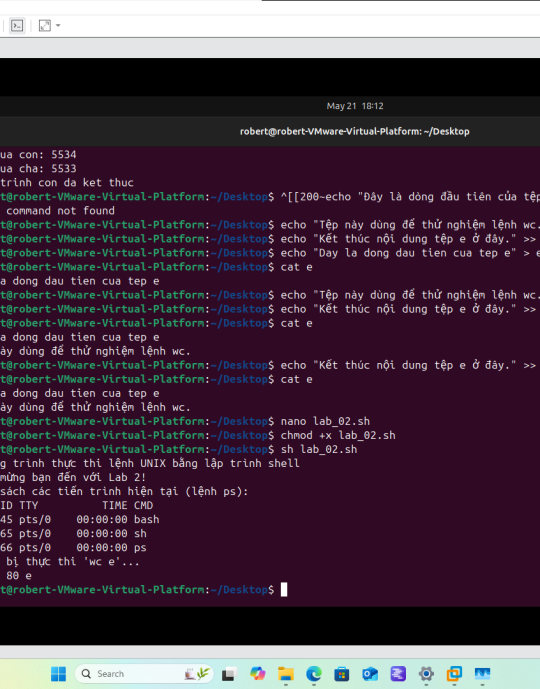 May 21 18:12
robert@robert-VMware-Virtual-Platform: ~/Desktop
ua con: 5534
ua cha: 5533
trinh con da ket thuc
t@robert-VMware-Virtual-Platform:~/Desktop$ ^[[200~echo "Đây là dòng đầu tiên của tệp
command not found
t@robert-VMware-Virtual-Platform:~/Desktop$ echo "Tệp này dùng để thử nghiệm lệnh wc.
t@robert-VMware-Virtual-Platform:~/Desktop$ echo "Kết thúc nội dung tệp e ở đây." >>
t@robert-VMware-Virtual-Platform:~/Desktop$ echo "Day la dong dau tien cua tep e" > e
t@robert-VMware-Virtual-Platform:~/Desktop$ cat e
a dong dau tien cua tep e
t@robert-VMware-Virtual-Platform:~/Desktop$ echo "Tệp này dùng để thử nghiệm lệnh wc.
t@robert-VMware-Virtual-Platform:~/Desktop$ echo "Kết thúc nội dung tệp e ở đây." >>
t@robert-VMware-Virtual-Platform:~/Desktop$ cat e
a dong dau tien cua tep e
ày dùng để thử nghiệm lệnh wc.
t@robert-VMware-Virtual-Platform:~/Desktop$ echo "Kết thúc nội dung tệp e ở đây." >>
t@robert-VMware-Virtual-Platform:~/Desktop$ cat e
a dong dau tien cua tep e
ày dùng để thử nghiệm lệnh wc.
t@robert-VMware-Virtual-Platform:~/Desktop$ nano lab_02.sh
t@robert-VMware-Virtual-Platform:~/Desktop$ chmod +x lab_02.sh
t@robert-VMware-Virtual-Platform:~/Desktop$ sh lab_02.sh
g trình thực thi lệnh UNIX bằng lập trình shell
mừng bạn đến với Lab 2!
sách các tiến trình hiện tại (lệnh ps):
ID TTY TIME CMD
45 pts/0 00:00:00 bash
65 pts/0 00:00:00 sh
66 pts/0 00:00:00 ps
bị thực thi 'wc e'...
80 e
t@robert-VMware-Virtual-Platform:~/Desktop$
Search